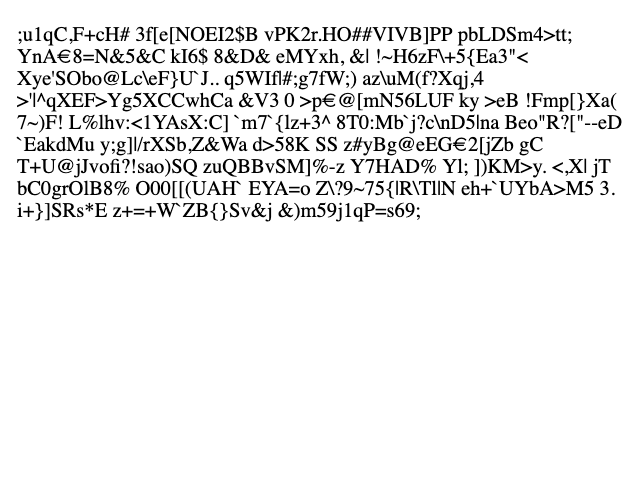 ;u1qC,F+cH# 3f[e[NOEI2$B vPK2r.HO##VIVB]PP pbLDSm4>tt;
YnA€8=N&5&C kI6$ 8&D& eMYxh, &| !~H6zF\+5{Ea3"<
Xye'SObo@Lc\eF}U`J.. q5WIfl#;g7fW;) az\uM(f?Xqj,4
>'|^qXEF>Yg5XCCwhCa &V3 0 >p€@[mN56LUF ky >eB !Fmp[}Xa(
7~)F! L%lhv:<1YAsX:C] `m7`{lz+3^ 8T0:Mb`j?c\nD5|na Beo"R?["--eD
`EakdMu y;g]|/rXSb,Z&Wa d>58K SS z#yBg@eEG€2[jZb gC
T+U@jJvofi?!sao)SQ zuQBBvSM]%-z Y7HAD% Yl; ])KM>y. <,X| jT
bC0grOlB8% O00[[(UAH` EYA=o Z\?9~75{|R\Tl|N eh+`UYbA>M5 3.
i+}]SRs*E z+=+W`ZB{}Sv&j &)m59j1qP=s69;